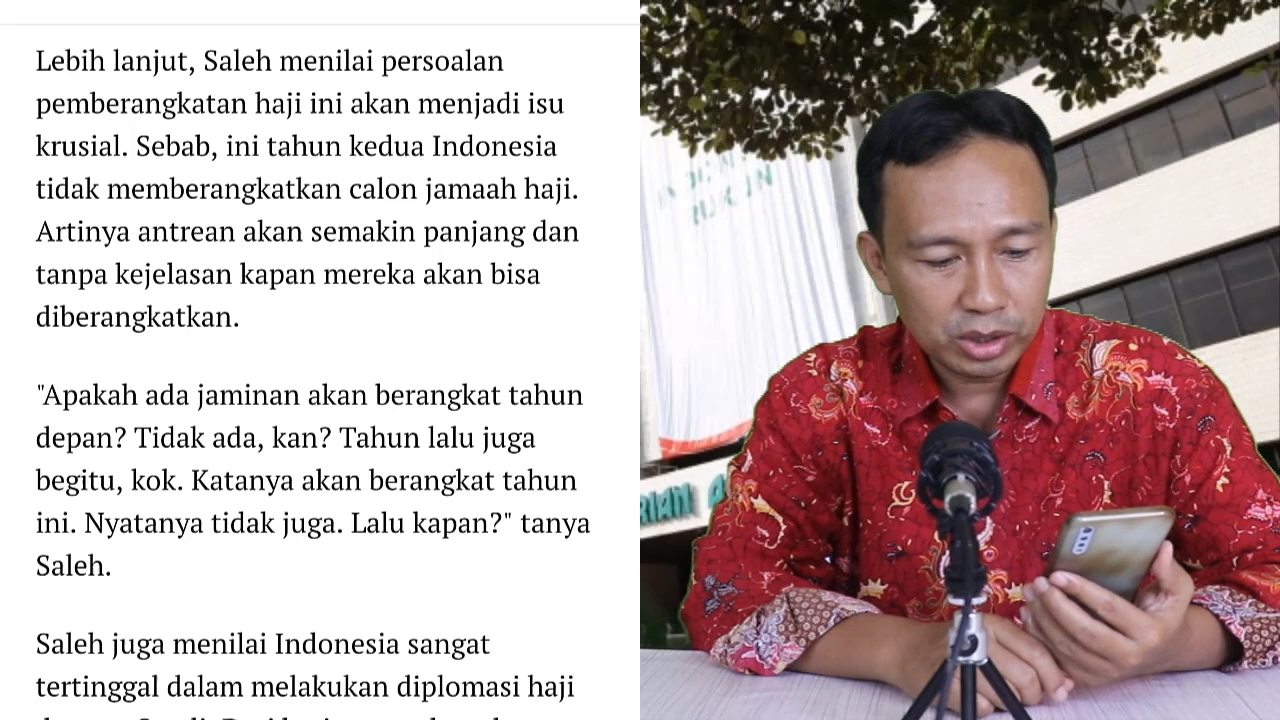 Lebih lanjut, Saleh menilai persoalan
pemberangkatan haji ini akan menjadi isu
krusial. Sebab, ini tahun kedua Indonesia
tidak memberangkatkan calon jamaah haji.
Artinya antrean akan semakin panjang dan
tanpa kejelasan kapan mereka akan bisa
diberangkatkan.
"Apakah ada jaminan akan berangkat tahun
depan? Tidak ada, kan? Tahun lalu juga
begitu, kok. Katanya akan berangkat tahun
ini. Nyatanya tidak juga. Lalu kapan?" tanya
Saleh.
Saleh juga menilai Indonesia sangat
tertinggal dalam melakukan diplomasi haji